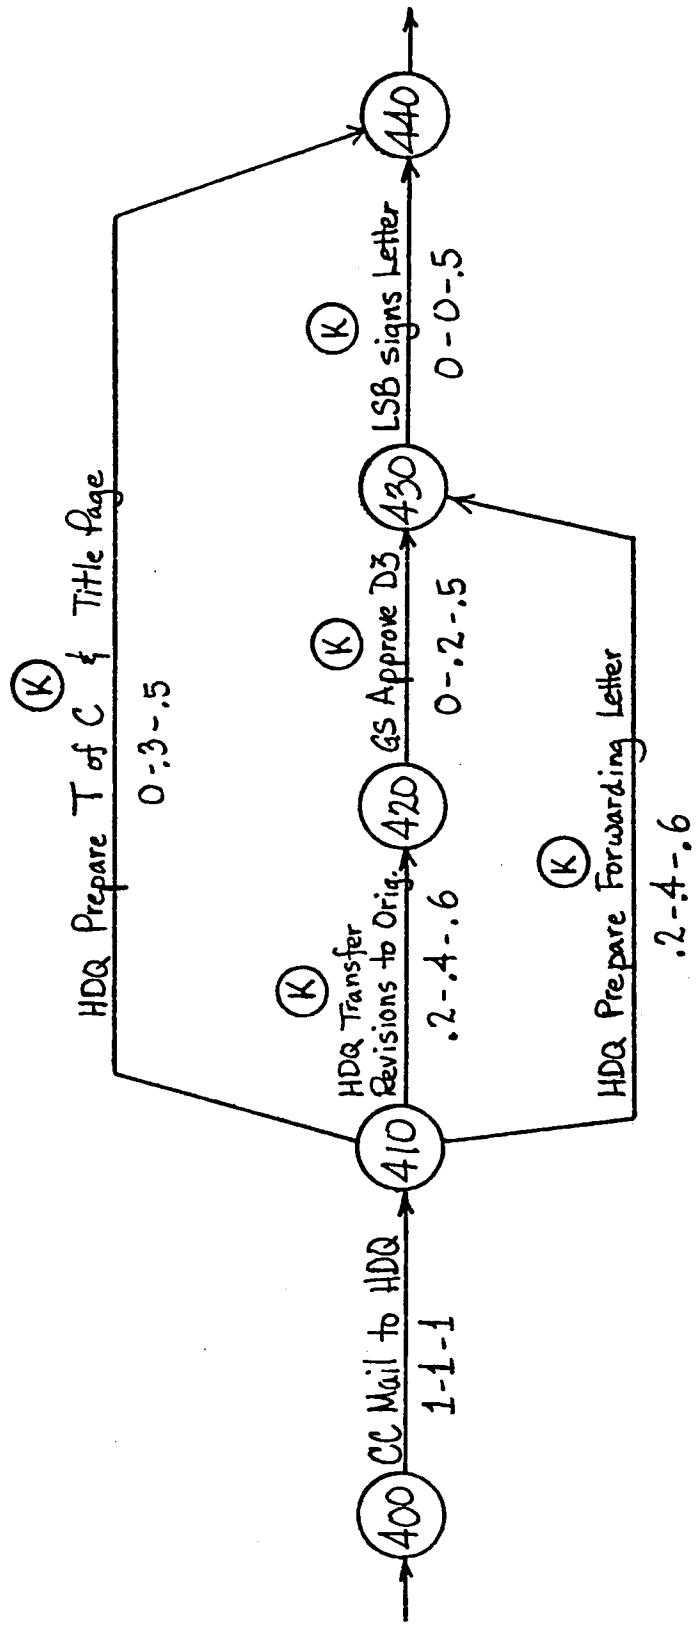 K
HDQ Prepare T of C & Title Page
0-.3-.5
K
HDQ Transfer
Revisions to Orig.
.2-.4-.6
K
GS Approve D3
0-.2-.5
K
LSB signs Letter
0-0-.5
400
CC Mail to HDQ
1-1-1
410
420
430
440
K
HDQ Prepare Forwarding Letter
.2-.4-.6